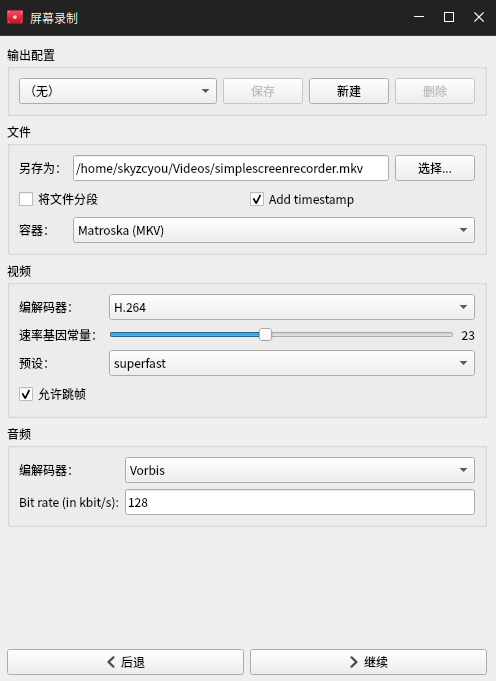 屏幕录制
输出配置
（无） 保存 新建 删除
文件
另存为： /home/skyzcyou/Videos/simplescreenrecorder.mkv 选择...
将文件分段 Add timestamp
容器： Matroska (MKV)
视频
编解码器： H.264
速率基因常量： 23
预设： superfast
允许跳帧
音频
编解码器： Vorbis
Bit rate (in kbit/s): 128
后退 继续